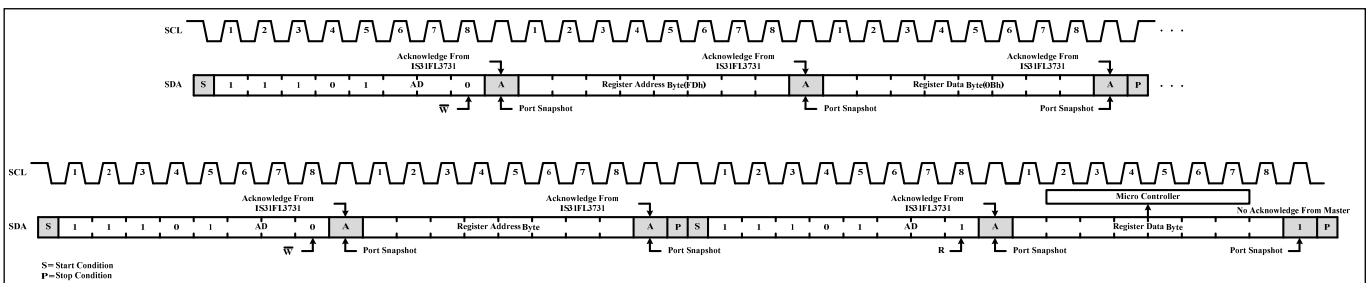 SCL 1 2 3 4 5 6 7 8 1 2 3 4 5 6 7 8 1 2 3 4 5 6 7 8 . . .
Acknowledge From IS31FL3731
Acknowledge From IS31FL3731
Acknowledge From IS31FL3731
SDA S 1 1 1 0 1 AD 0 A Register Address Byte(FDh) A Register Data Byte(0Bh) A P . . .
W Port Snapshot Port Snapshot Port Snapshot
SCL 1 2 3 4 5 6 7 8 1 2 3 4 5 6 7 8 1 2 3 4 5 6 7 8 1 2 3 4 5 6 7 8
Micro Controller
Acknowledge From IS31FL3731
Acknowledge From IS31FL3731
Acknowledge From IS31FL3731
No Acknowledge From Master
SDA S 1 1 1 0 1 AD 0 A Register Address Byte A P S 1 1 1 0 1 AD 1 A Register Data Byte 1 P
W Port Snapshot Port Snapshot R Port Snapshot Port Snapshot
S=Start Condition
P=Stop Condition